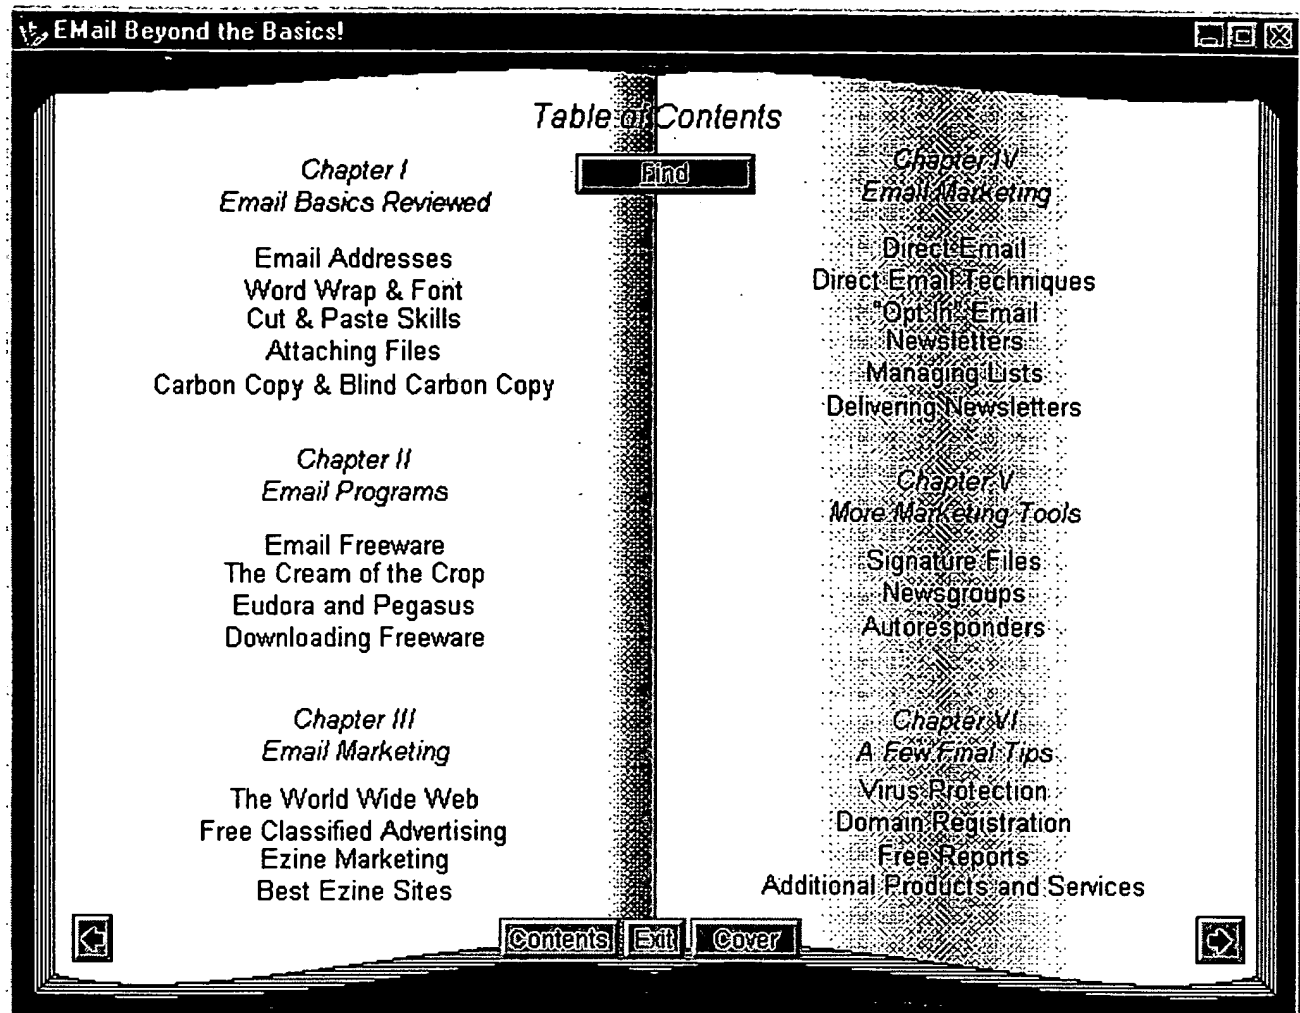 EMail Beyond the Basics!
Table of Contents
Find
Chapter I
Email Basics Reviewed
Email Addresses
Word Wrap & Font
Cut & Paste Skills
Attaching Files
Carbon Copy & Blind Carbon Copy
Chapter II
Email Programs
Email Freeware
The Cream of the Crop
Eudora and Pegasus
Downloading Freeware
Chapter III
Email Marketing
The World Wide Web
Free Classified Advertising
Ezine Marketing
Best Ezine Sites
Chapter IV
Email Marketing
Direct Email
Direct Email Techniques
"Opt In" Email
Newsletters
Managing Lists
Delivering Newsletters
Chapter V
More Marketing Tools
Signature Files
Newsgroups
Autoresponders
Chapter VI
A Few Final Tips
Virus Protection
Domain Registration
Free Reports
Additional Products and Services
Contents Exit Cover